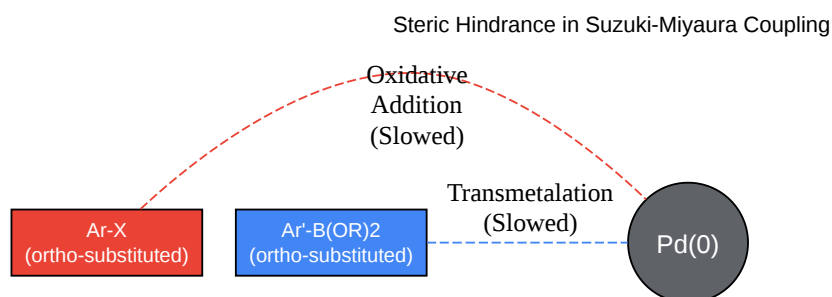 Steric Hindrance in Suzuki-Miyaura Coupling
Oxidative
Addition
(Slowed)
Ar-X
(ortho-substituted)
Ar'-B(OR)2
(ortho-substituted)
Transmetalation
(Slowed)
Pd(0)